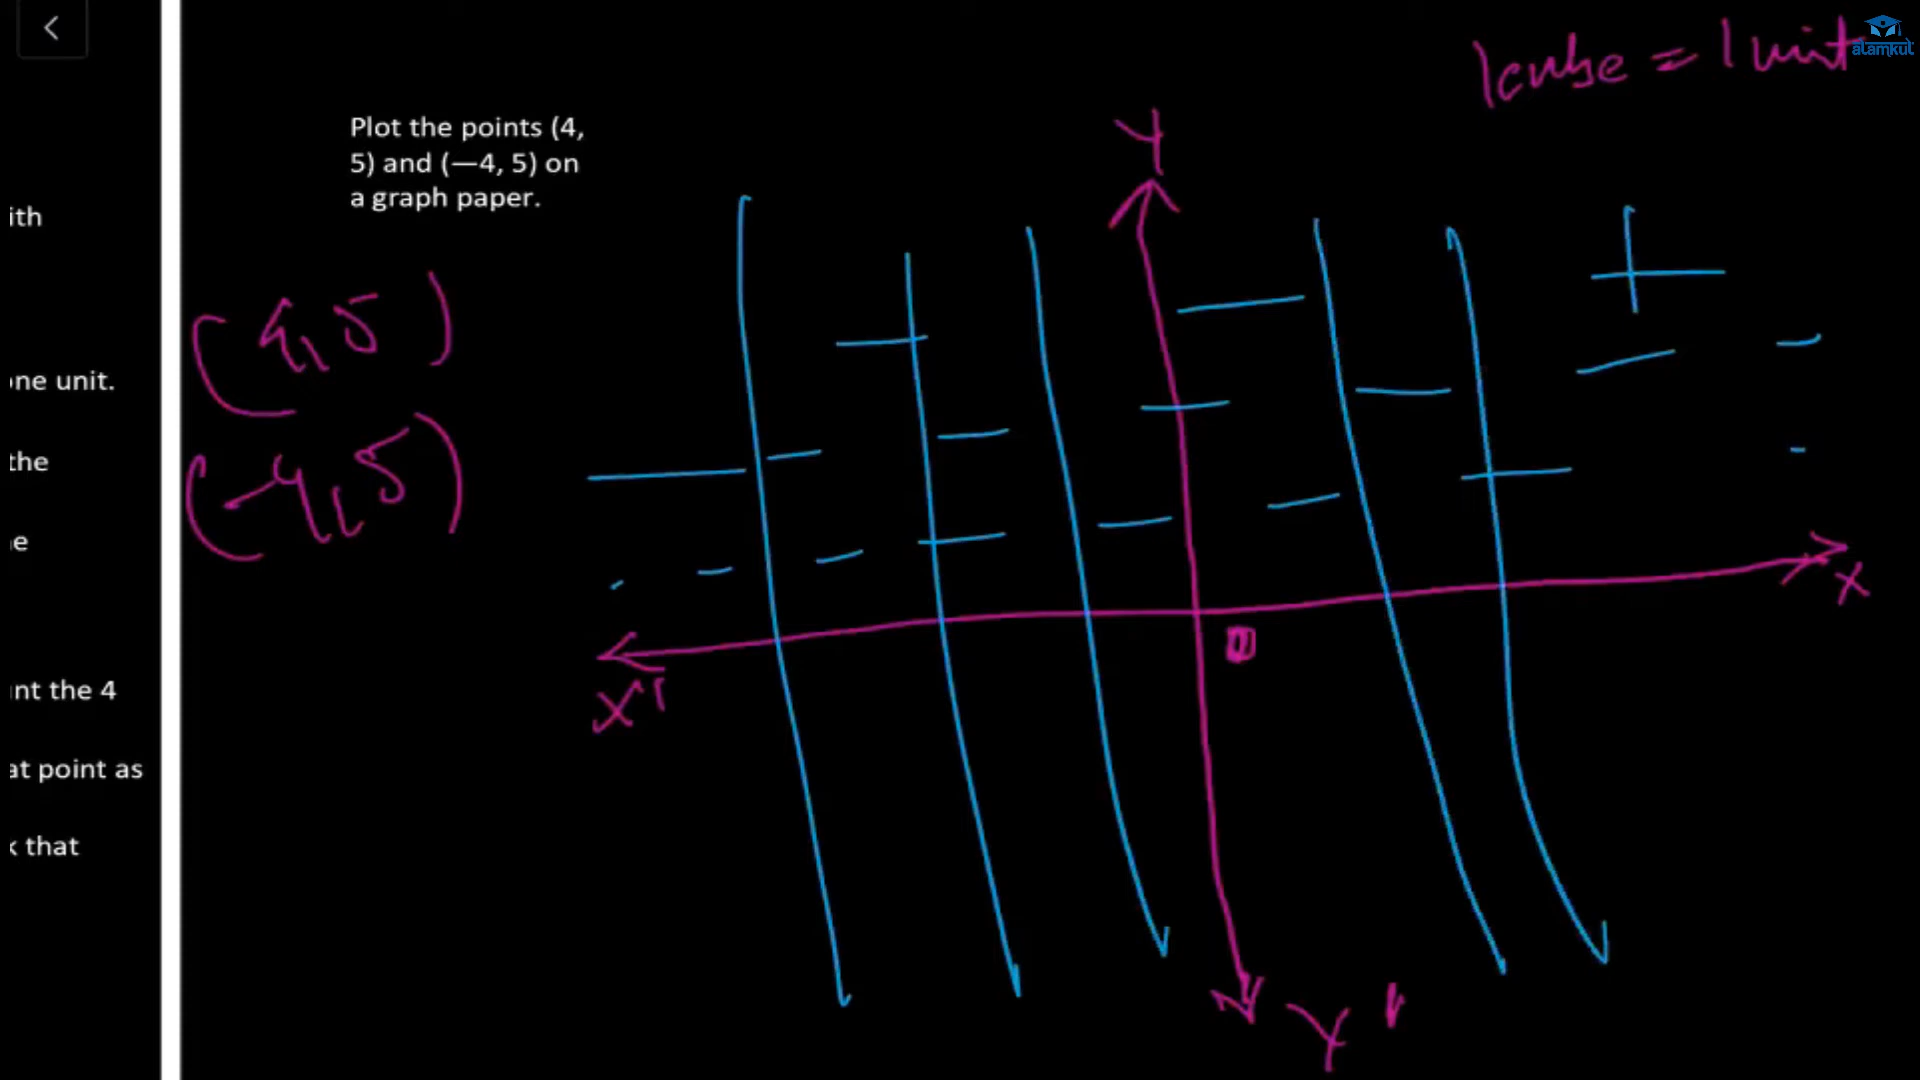 1cube = 1 unit
alamkut
Y
Plot the points (4,
5) and (—4, 5) on
a graph paper.
ith
(4,5)
ne unit.
the
(-4,5)
e
X
O
nt the 4
X'
at point as
k that
Y'